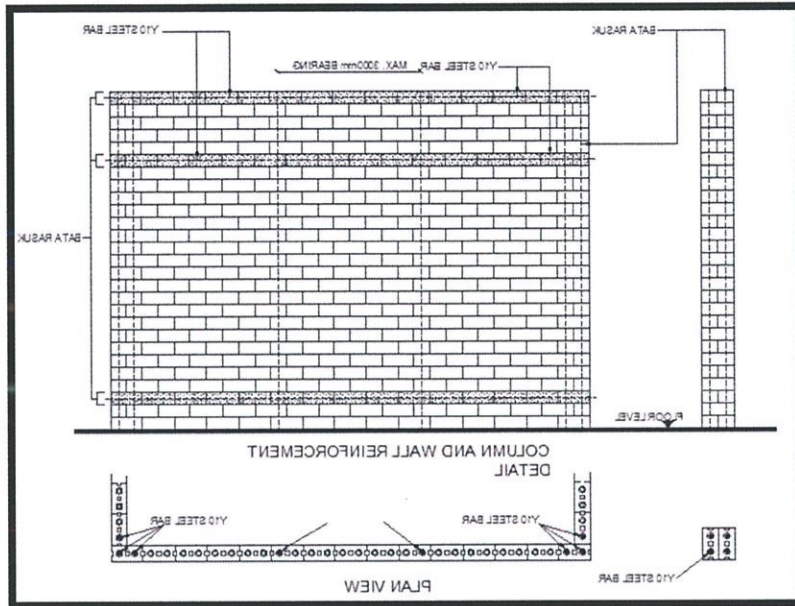 Y10 STEEL BAR
MAX. 3000mm BEARING
Y10 STEEL BAR
BATA RASUK
BATA RASUK
FLOOR LEVEL
COLUMN AND WALL REINFORCEMENT
DETAIL
Y10 STEEL BAR
Y10 STEEL BAR
Y10 STEEL BAR
PLAN VIEW